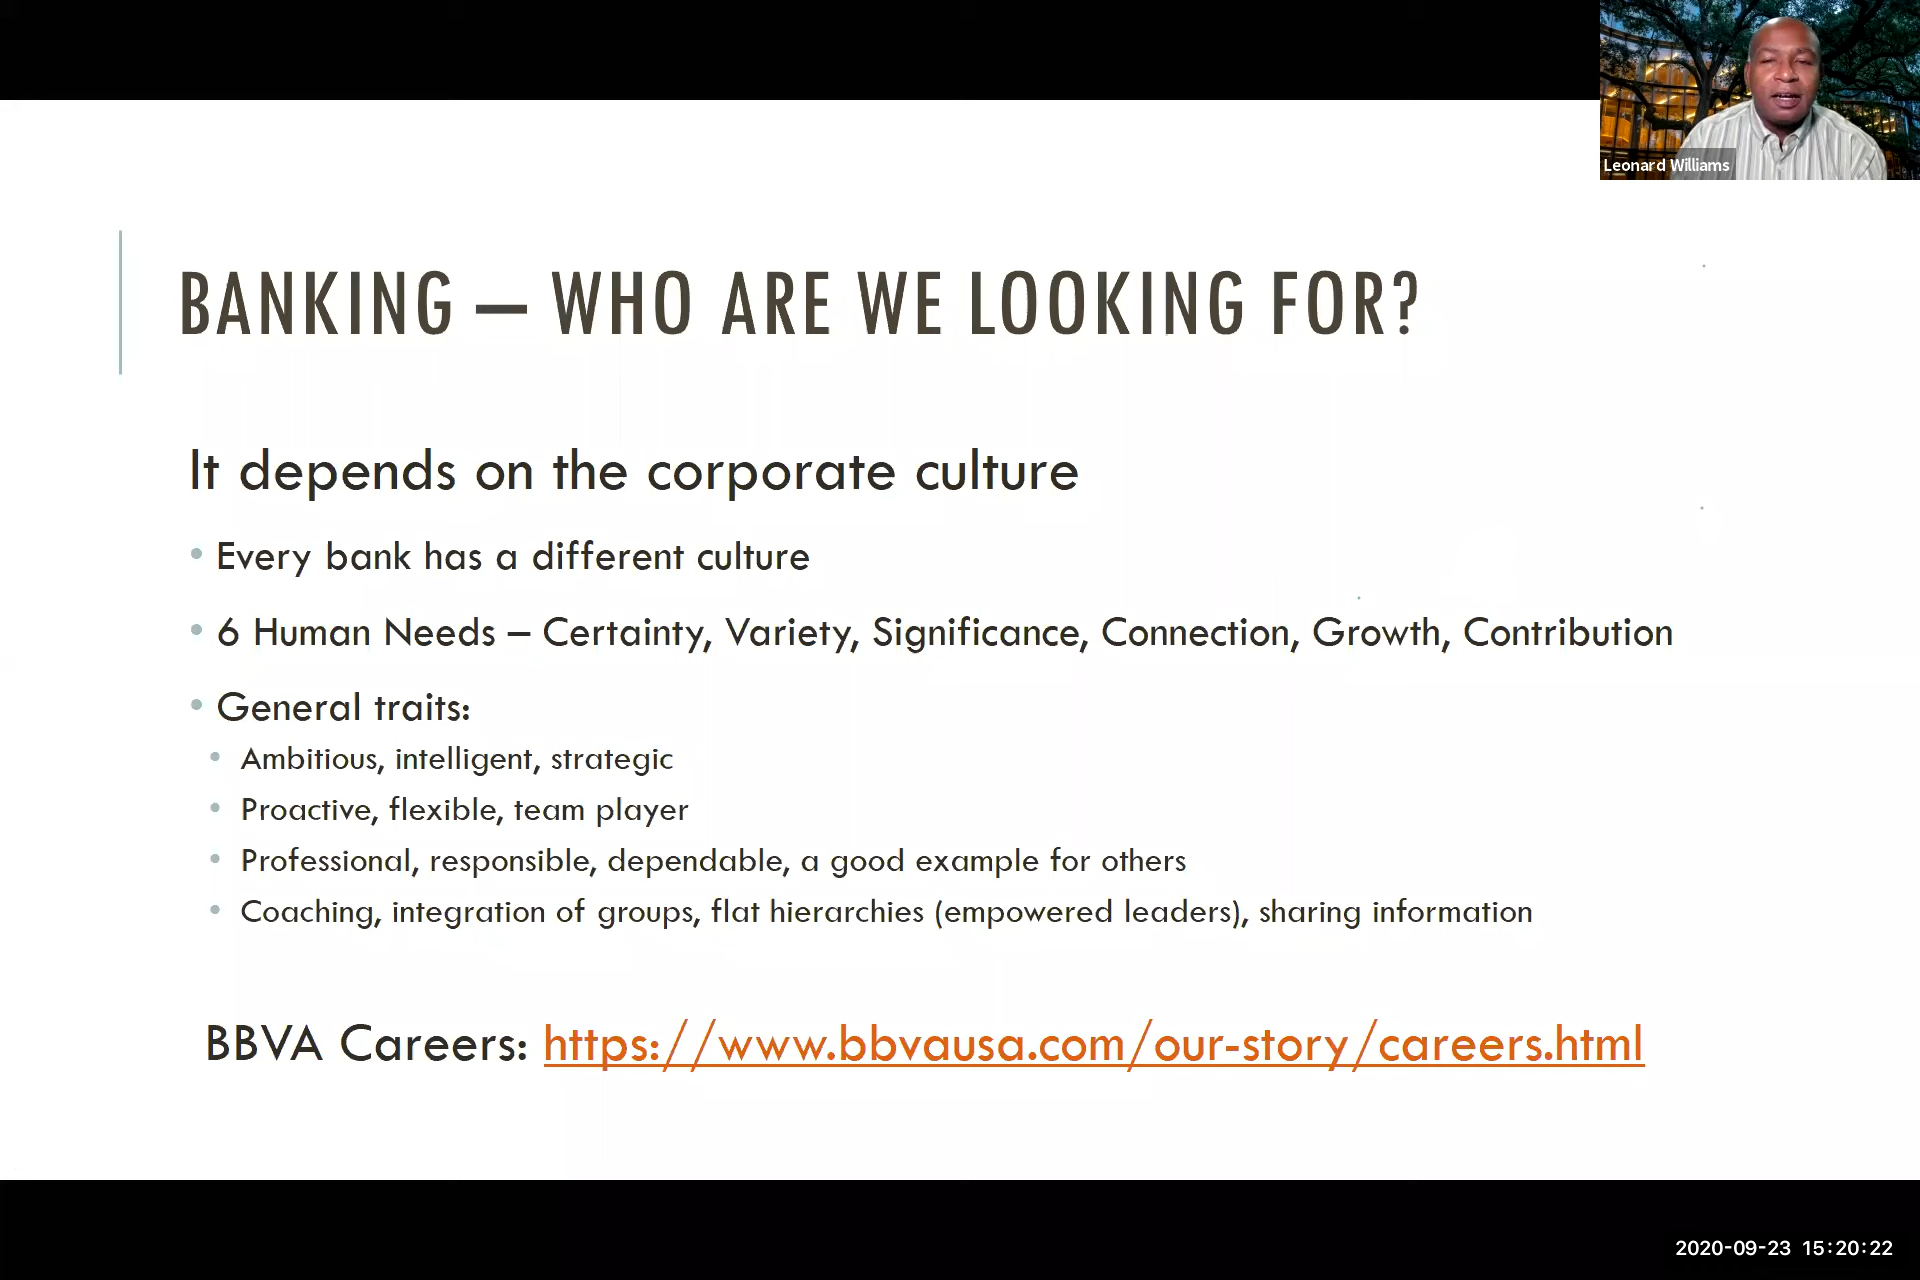 Leonard Williams
BANKING – WHO ARE WE LOOKING FOR?
It depends on the corporate culture
• Every bank has a different culture
• 6 Human Needs – Certainty, Variety, Significance, Connection, Growth, Contribution
• General traits:
• Ambitious, intelligent, strategic
• Proactive, flexible, team player
• Professional, responsible, dependable, a good example for others
• Coaching, integration of groups, flat hierarchies (empowered leaders), sharing information
BBVA Careers: https://www.bbvausa.com/our-story/careers.html
2020-09-23 15:20:22